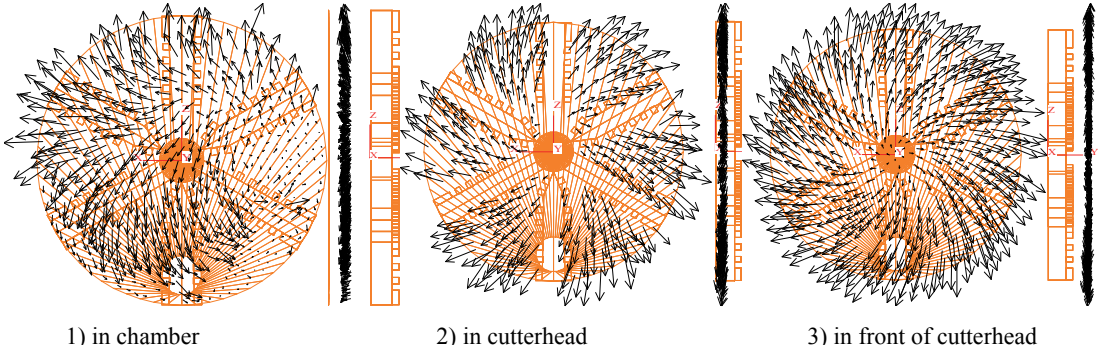 Z
X
Y
Z
X
Z
Y
Z
Y
Z
X
Y
1) in chamber
2) in cutterhead
3) in front of cutterhead